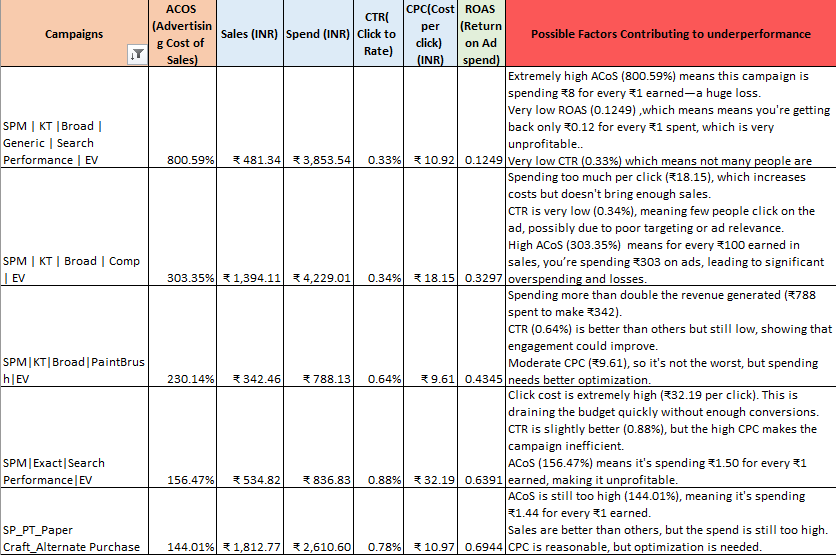 Campaigns
ACOS
(Advertisin
g Cost of
Sales)
Sales (INR)
Spend (INR)
CTR(
Click to
Rate)
CPC(Cost
per
click)
(INR)
ROAS
(Return
on Ad
spend)
Possible Factors Contributing to underperformance
SPM | KT |Broad |
Generic | Search
Performance | EV
800.59%
₹ 481.34
₹ 3,853.54
0.33%
₹ 10.92
0.1249
Extremely high ACoS (800.59%) means this campaign is
spending ₹8 for every ₹1 earned—a huge loss.
Very low ROAS (0.1249) ,which means means you're getting
back only ₹0.12 for every ₹1 spent, which is very
unprofitable..
Very low CTR (0.33%) which means not many people are
SPM | KT | Broad | Comp
| EV
303.35%
₹ 1,394.11
₹ 4,229.01
0.34%
₹ 18.15
0.3297
Spending too much per click (₹18.15), which increases
costs but doesn't bring enough sales.
CTR is very low (0.34%), meaning few people click on the
ad, possibly due to poor targeting or ad relevance.
High ACoS (303.35%)  means for every ₹100 earned in
sales, you're spending ₹303 on ads, leading to significant
overspending and losses.
SPM|KT|Broad|PaintBrus
h|EV
230.14%
₹ 342.46
₹ 788.13
0.64%
₹ 9.61
0.4345
Spending more than double the revenue generated (₹788
spent to make ₹342).
CTR (0.64%) is better than others but still low, showing that
engagement could improve.
Moderate CPC (₹9.61), so it's not the worst, but spending
needs better optimization.
SPM|Exact|Search
Performance|EV
156.47%
₹ 534.82
₹ 836.83
0.88%
₹ 32.19
0.6391
Click cost is extremely high (₹32.19 per click). This is
draining the budget quickly without enough conversions.
CTR is slightly better (0.88%), but the high CPC makes the
campaign inefficient.
ACoS (156.47%) means it's spending ₹1.50 for every ₹1
earned, making it unprofitable.
SP_PT_Paper
Craft_Alternate Purchase
144.01%
₹ 1,812.77
₹ 2,610.60
0.78%
₹ 10.97
0.6944
ACoS is still too high (144.01%), meaning it's spending
₹1.44 for every ₹1 earned.
Sales are better than others, but the spend is still too high.
CPC is reasonable, but optimization is needed.